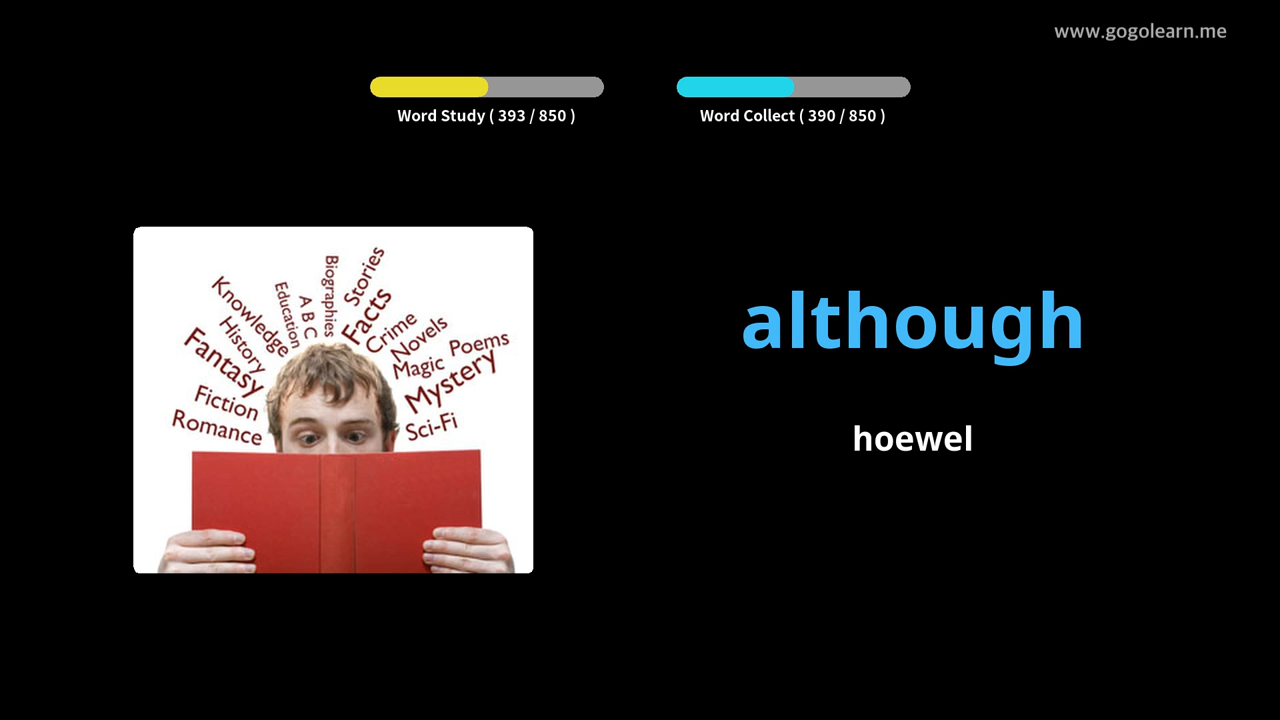 www.gogolearn.me
Word Study ( 393 / 850 )
Word Collect ( 390 / 850 )
Biographies
Stories
Education
A B C
Facts
Knowledge
Crime
History
Novels
Fantasy
Magic
Poems
Mystery
Fiction
Romance
Sci-Fi
although
hoewel